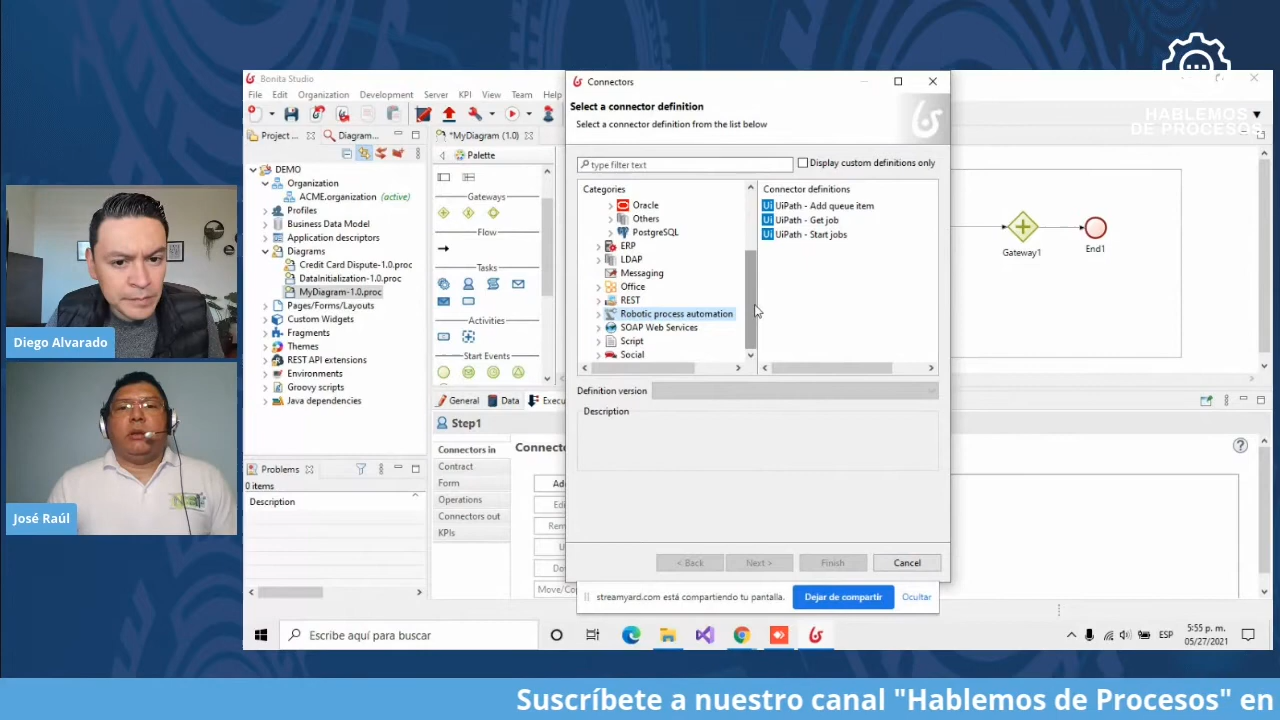 HABLEMOS
DE PROCESOS
Diego Alvarado
José Raúl
Bonita Studio
File Edit Organization Development Server KPI View Team Help
Project ...
Diagram...
DEMO
Organization
ACME.organization (active)
Profiles
Business Data Model
Application descriptors
Diagrams
Credit Card Dispute-1.0.proc
DataInitialization-1.0.proc
MyDiagram-1.0.proc
Pages/Forms/Layouts
Custom Widgets
Fragments
Themes
REST API extensions
Environments
Groovy scripts
Java dependencies
Problems
0 items
Description
*MyDiagram (1.0)
Palette
Gateways
Flow
Tasks
Activities
Start Events
General Data Execu
Step1
Connectors in
Contract
Form
Operations
Connectors out
KPIs
Connecto
Ad
Edi
Rem
U
Do
Move/Co
Connectors
Select a connector definition
Select a connector definition from the list below
type filter text
Display custom definitions only
Categories
Oracle
Others
PostgreSQL
ERP
LDAP
Messaging
Office
REST
Robotic process automation
SOAP Web Services
Script
Social
Connector definitions
UiPath - Add queue item
UiPath - Get job
UiPath - Start jobs
Definition version
Description
< Back Next > Finish Cancel
Gateway1
End1
streamyard.com está compartiendo tu pantalla. Dejar de compartir Ocultar
Escribe aquí para buscar
ESP
5:55 p. m.
05/27/2021
Suscríbete a nuestro canal "Hablemos de Procesos" en